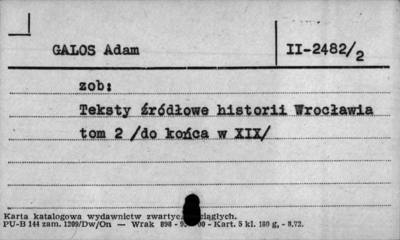 GALOS Adam
II-2482/2
zob:
Teksty źródłowe historii Wrocławia
tom 2 /do końca w XIX/
Karta katalogowa wydawnictw ciągłych.
PU-B 144 zam. 1209/Dw/On — Wrak 898 - 00 - Kart. 5 kl. 180 g, - 8.72.